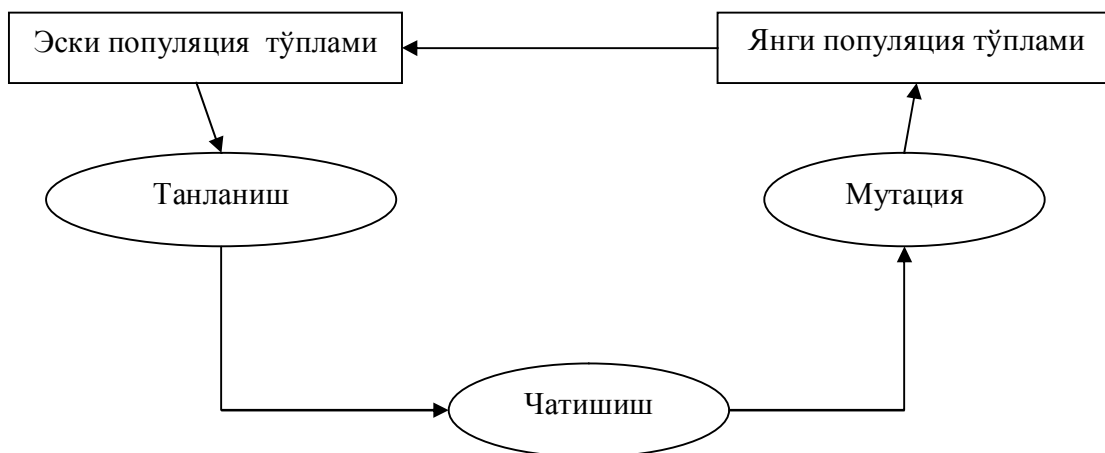 Эски популяция тўплами
Янги популяция тўплами
Танланиш
Мутация
Чатишиш